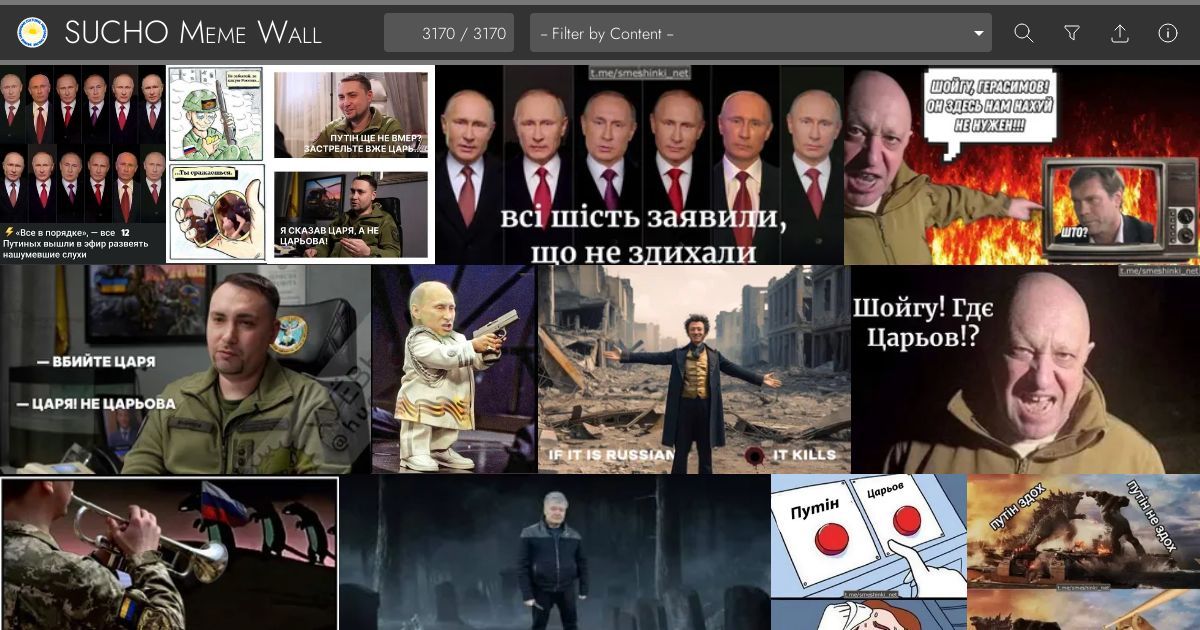 SUCHO Meme Wall
3170 / 3170
– Filter by Content –
⚡«Все в порядке», — все 12
Путиных вышли в эфир развеять
нашумевшие слухи
...Ты сражаешься.
ПУТІН ЩЕ НЕ ВМЕР?
ЗАСТРЕЛЬТЕ ВЖЕ ЦАРЬ..
Я СКАЗАВ ЦАРЯ, А НЕ
ЦАРЬОВА!
t.me/smeshinki_net
всі шість заявили,
що не здихали
ШОЙГУ, ГЕРАСИМОВ!
ОН ЗДЕСЬ НАМ НАХУЙ
НЕ НУЖЕН!!!
ШТО?
— ВБИЙТЕ ЦАРЯ
— ЦАРЯ! НЕ ЦАРЬОВА
IF IT IS RUSSIAN
IT KILLS
t.me/smeshinki_net
Шойгу! Гдє
Царьов!?
Путін
Царьов
t.me/smeshinki_net
путін здох
путін не здох
t.me/smeshinki_net